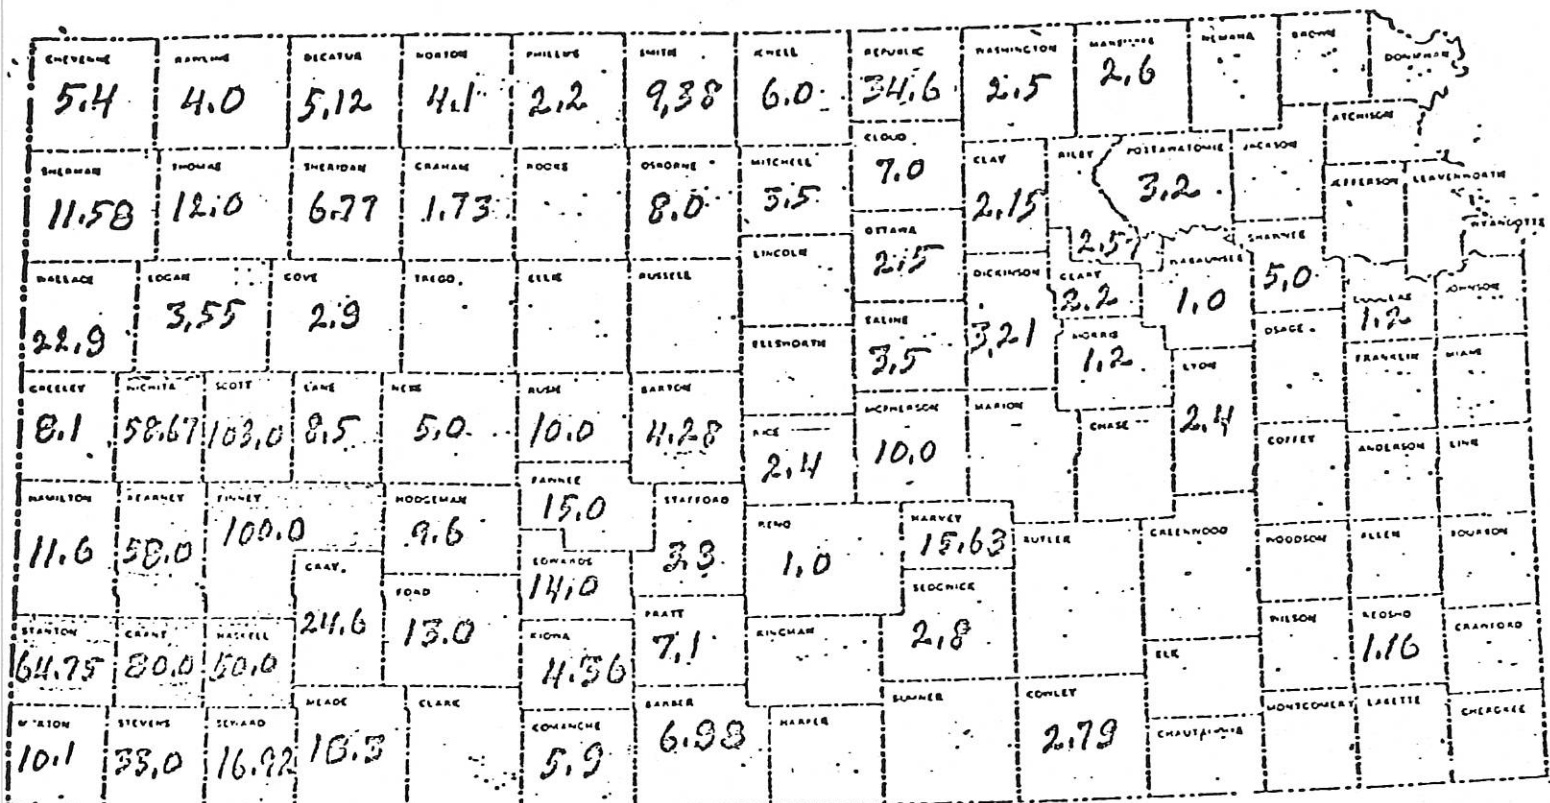 CHEYENNE RAWLINS DECATUR NORTON PHILLIPS SMITH JEWELL REPUBLIC WASHINGTON MARSHALL NEMAHA BROWN DONIPHAN
5.4 4.0 5.12 4.1 2.2 9.38 6.0 34.6 2.5 2.6
ATCHISON
CLOUD
7.0
SHERMAN THOMAS SHERIDAN GRAHAM ROOKS OSBORNE MITCHELL CLAY RILEY POTTAWATOMIE JACKSON JEFFERSON LEAVENWORTH
11.58 12.0 6.77 1.73 8.0 3.5 2.15 3.2
WYANDOTTE
OTTAWA SHAWNEE
2.5 2.57 5.0
WALLACE LOGAN GOVE TREGO ELLIS RUSSELL LINCOLN DICKINSON GEARY WABAUNSEE DOUGLAS JOHNSON
22.9 3.55 2.9 3.21 1.0 1.2
SALINE
3.5
ELLSWORTH MORRIS OSAGE
1.2
FRANKLIN MIAMI
GREELEY WICHITA SCOTT LANE NESS RUSH BARTON LYON
8.1 58.67 103.0 8.5 5.0 10.0 4.28 2.4
RICE MCPHERSON MARION CHASE COFFEY ANDERSON LINN
2.4 10.0
HAMILTON KEARNEY FINNEY HODGEMAN PAWNEE STAFFORD
11.6 58.0 100.0 9.6 15.0
RENO HARVEY BUTLER GREENWOOD WOODSON ALLEN BOURBON
1.0 15.63
GRAY FORD EDWARDS SEDGWICK
24.6 13.0 14.0 2.8
STANTON GRANT HASKELL KIOWA PRATT KINGMAN ELK WILSON NEOSHO CRAWFORD
64.75 80.0 50.0 4.36 7.1 1.16
MORTON STEVENS SEWARD MEADE CLARK COMANCHE BARBER HARPER SUMNER COWLEY CHAUTAUQUA MONTGOMERY LABETTE CHEROKEE
10.1 33.0 16.92 18.3 5.9 6.98 2.79